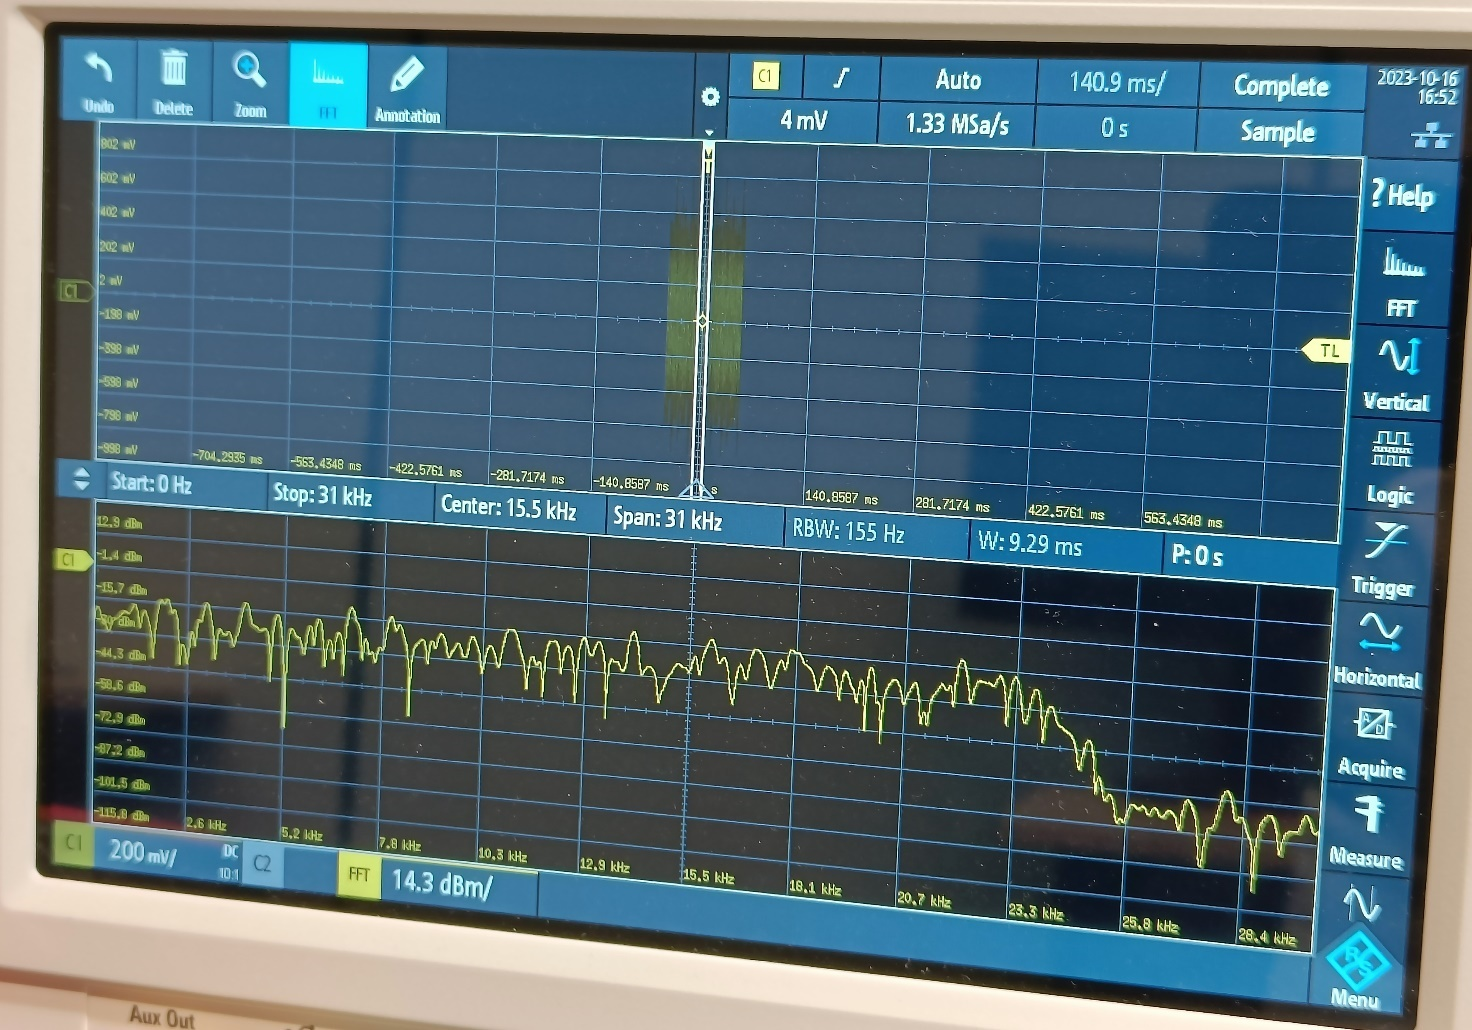 Undo
Delete
Zoom
FFT
Annotation
C1
Auto
140.9 ms/
Complete
4 mV
1.33 MSa/s
0 s
Sample
2023-10-16
16:52
802 mV
602 mV
402 mV
202 mV
2 mV
-198 mV
-398 mV
-598 mV
-798 mV
-998 mV
C1
T
TL
-704.2935 ms
-563.4348 ms
-422.5761 ms
-281.7174 ms
-140.8587 ms
s
140.8587 ms
281.7174 ms
422.5761 ms
563.4348 ms
Start: 0 Hz
Stop: 31 kHz
Center: 15.5 kHz
Span: 31 kHz
RBW: 155 Hz
W: 9.29 ms
P: 0 s
12.9 dBm
-1.4 dBm
-15.7 dBm
-44.3 dBm
-58.6 dBm
-72.9 dBm
-87.2 dBm
-101.5 dBm
-115.8 dBm
C1
2.6 kHz
5.2 kHz
7.8 kHz
10.3 kHz
12.9 kHz
15.5 kHz
18.1 kHz
20.7 kHz
23.3 kHz
25.8 kHz
28.4 kHz
C1
200 mV/
DC
10:1
C2
FFT
14.3 dBm/
? Help
FFT
Vertical
Logic
Trigger
Horizontal
A/D
Acquire
Measure
R&S
Menu
Aux Out